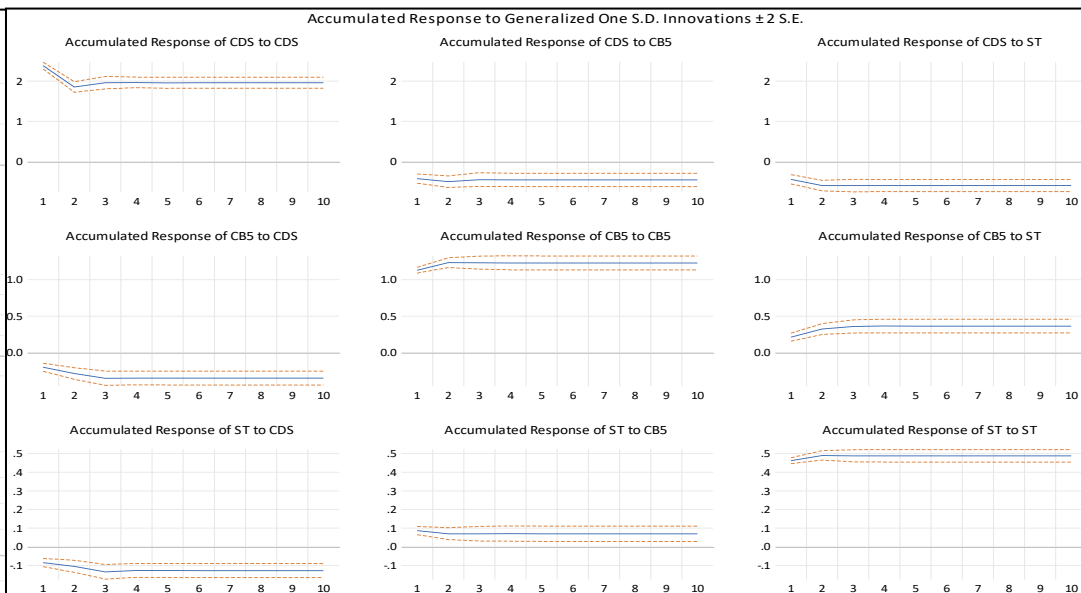 Accumulated Response to Generalized One S.D. Innovations ± 2 S.E.
Accumulated Response of CDS to CDS
2
1
0
1 2 3 4 5 6 7 8 9 10
Accumulated Response of CDS to CB5
2
1
0
1 2 3 4 5 6 7 8 9 10
Accumulated Response of CDS to ST
2
1
0
1 2 3 4 5 6 7 8 9 10
Accumulated Response of CB5 to CDS
1.0
0.5
0.0
1 2 3 4 5 6 7 8 9 10
Accumulated Response of CB5 to CB5
1.0
0.5
0.0
1 2 3 4 5 6 7 8 9 10
Accumulated Response of CB5 to ST
1.0
0.5
0.0
1 2 3 4 5 6 7 8 9 10
Accumulated Response of ST to CDS
.5
.4
.3
.2
.1
.0
-.1
1 2 3 4 5 6 7 8 9 10
Accumulated Response of ST to CB5
.5
.4
.3
.2
.1
.0
-.1
1 2 3 4 5 6 7 8 9 10
Accumulated Response of ST to ST
.5
.4
.3
.2
.1
.0
-.1
1 2 3 4 5 6 7 8 9 10